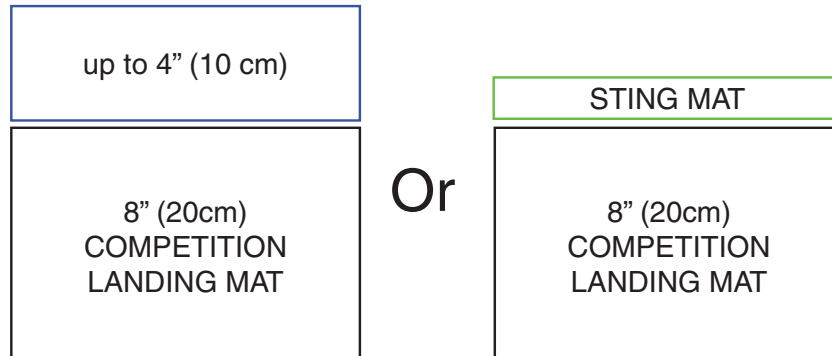 up to 4” (10 cm)
8” (20cm)
COMPETITION
LANDING MAT
Or
STING MAT
8” (20cm)
COMPETITION
LANDING MAT